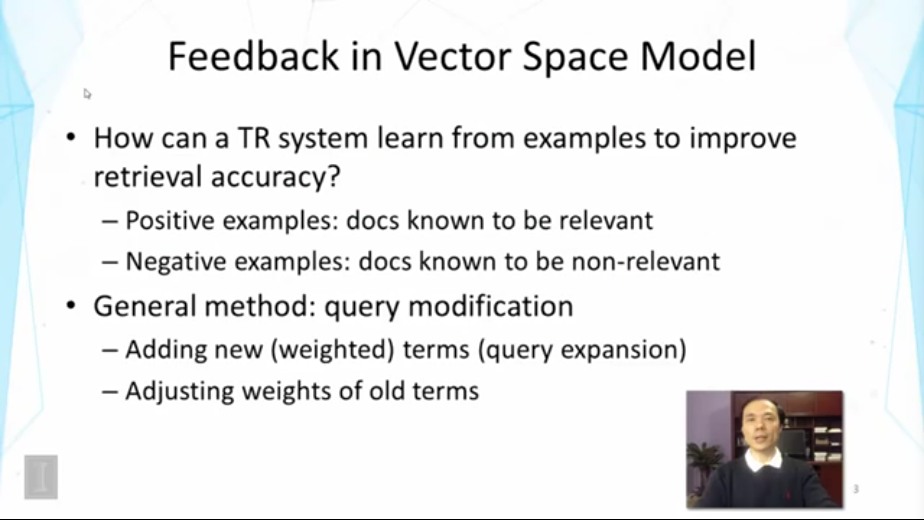 Feedback in Vector Space Model
• How can a TR system learn from examples to improve
retrieval accuracy?
– Positive examples: docs known to be relevant
– Negative examples: docs known to be non-relevant
• General method: query modification
– Adding new (weighted) terms (query expansion)
– Adjusting weights of old terms
I
3